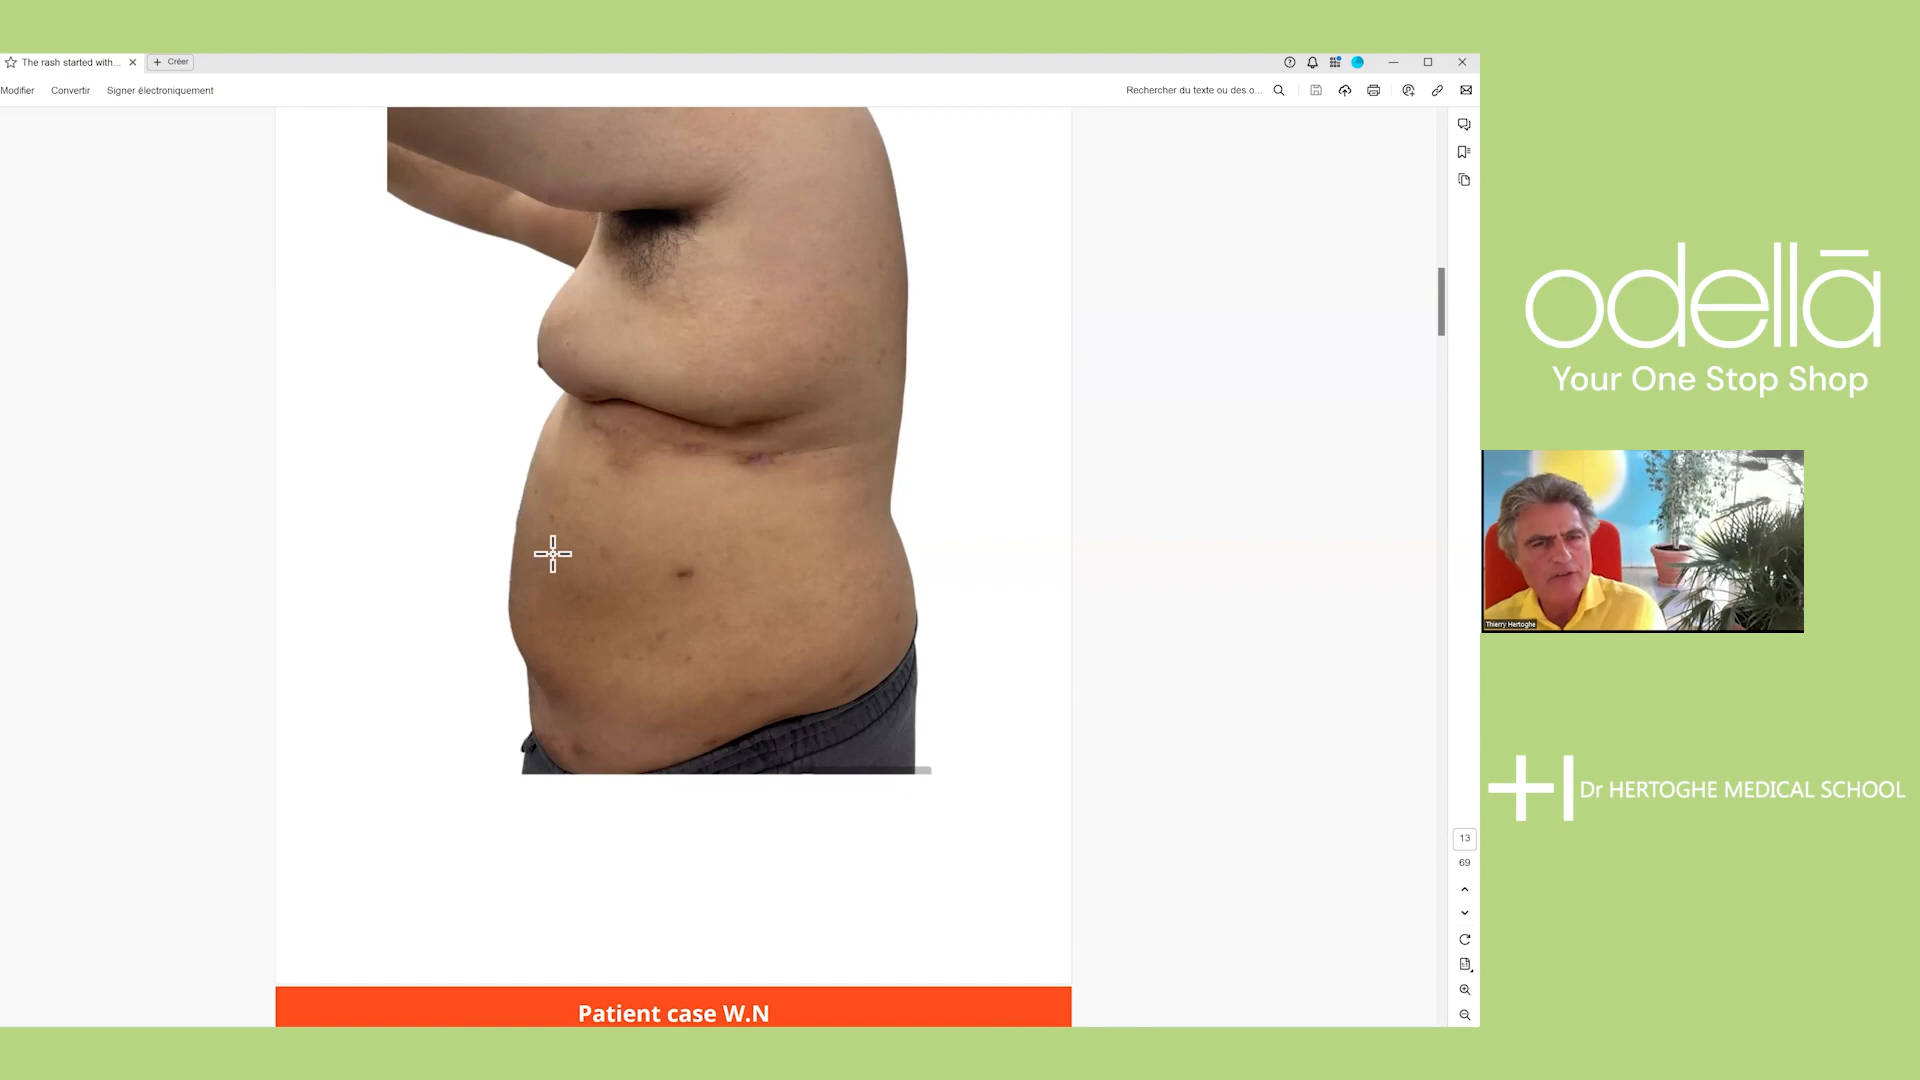 The rash started with...
Créer
Modifier
Convertir
Signer électroniquement
Rechercher du texte ou des o...
odellā
Your One Stop Shop
Thierry Hertoghe
Dr HERTOGHE MEDICAL SCHOOL
13
69
Patient case W.N